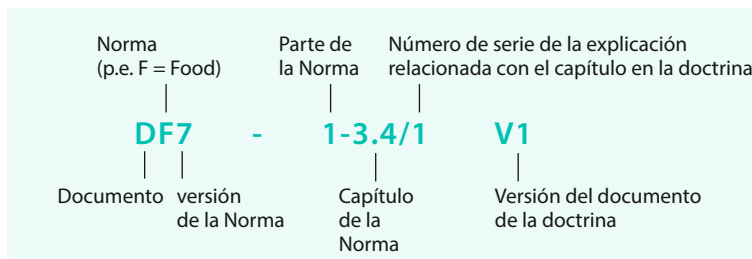 Norma
(p.e. F = Food)
Parte de
la Norma
Número de serie de la explicación
relacionada con el capítulo en la doctrina
DF7 - 1-3.4/1 V1
Documento
versión
de la Norma
Capítulo
de la
Norma
Versión del documento
de la doctrina